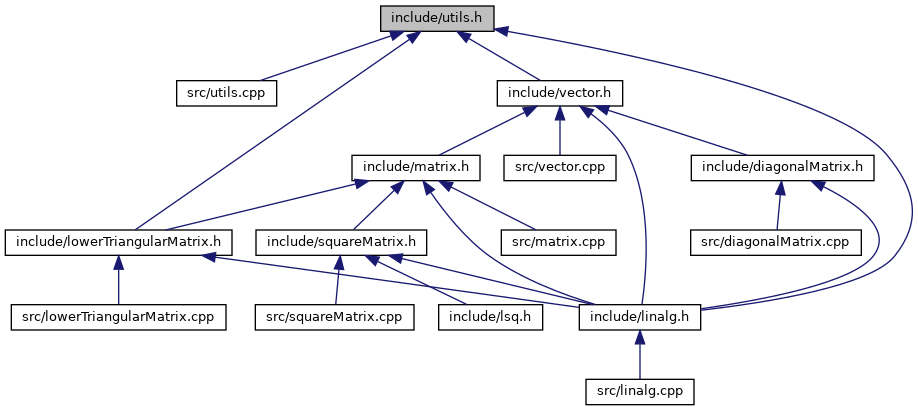 include/utils.h
src/utils.cpp
include/vector.h
include/matrix.h
src/vector.cpp
include/diagonalMatrix.h
include/lowerTriangularMatrix.h
include/squareMatrix.h
src/matrix.cpp
src/diagonalMatrix.cpp
src/lowerTriangularMatrix.cpp
src/squareMatrix.cpp
include/lsq.h
include/linalg.h
src/linalg.cpp